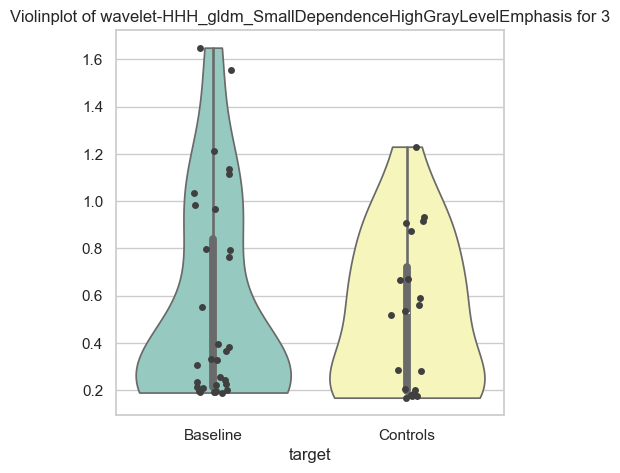 Violinplot of wavelet-HHH_gldm_SmallDependenceHighGrayLevelEmphasis for 3
1.6
1.4
1.2
1.0
0.8
0.6
0.4
0.2
Baseline Controls
target